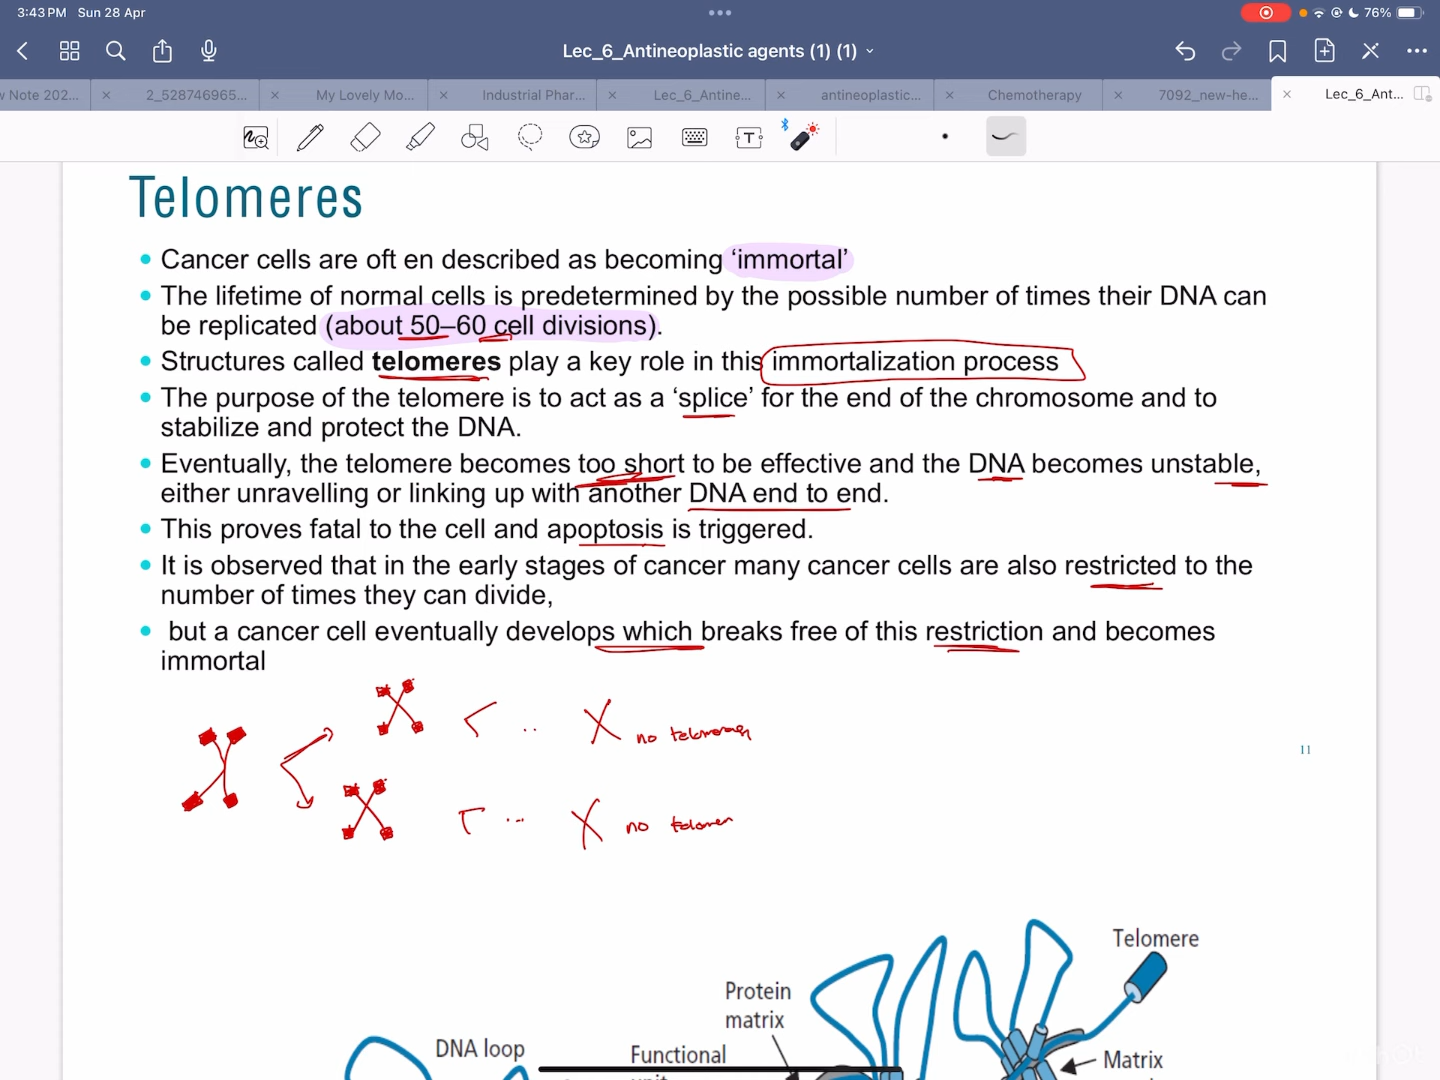 3:43 PM Sun 28 Apr
76%
Lec_6_Antineoplastic agents (1) (1)
w Note 202...
2_528746965...
My Lovely Mo...
Industrial Phar...
Lec_6_Antine...
antineoplastic...
Chemotherapy
7092_new-he...
Lec_6_Ant...
Telomeres
Cancer cells are oft en described as becoming ‘immortal’
The lifetime of normal cells is predetermined by the possible number of times their DNA can
be replicated (about 50–60 cell divisions).
Structures called telomeres play a key role in this immortalization process
The purpose of the telomere is to act as a ‘splice’ for the end of the chromosome and to
stabilize and protect the DNA.
Eventually, the telomere becomes too short to be effective and the DNA becomes unstable,
either unravelling or linking up with another DNA end to end.
This proves fatal to the cell and apoptosis is triggered.
It is observed that in the early stages of cancer many cancer cells are also restricted to the
number of times they can divide,
but a cancer cell eventually develops which breaks free of this restriction and becomes
immortal
no
11
no
Telomere
Protein
matrix
DNA loop
Functional
Matrix